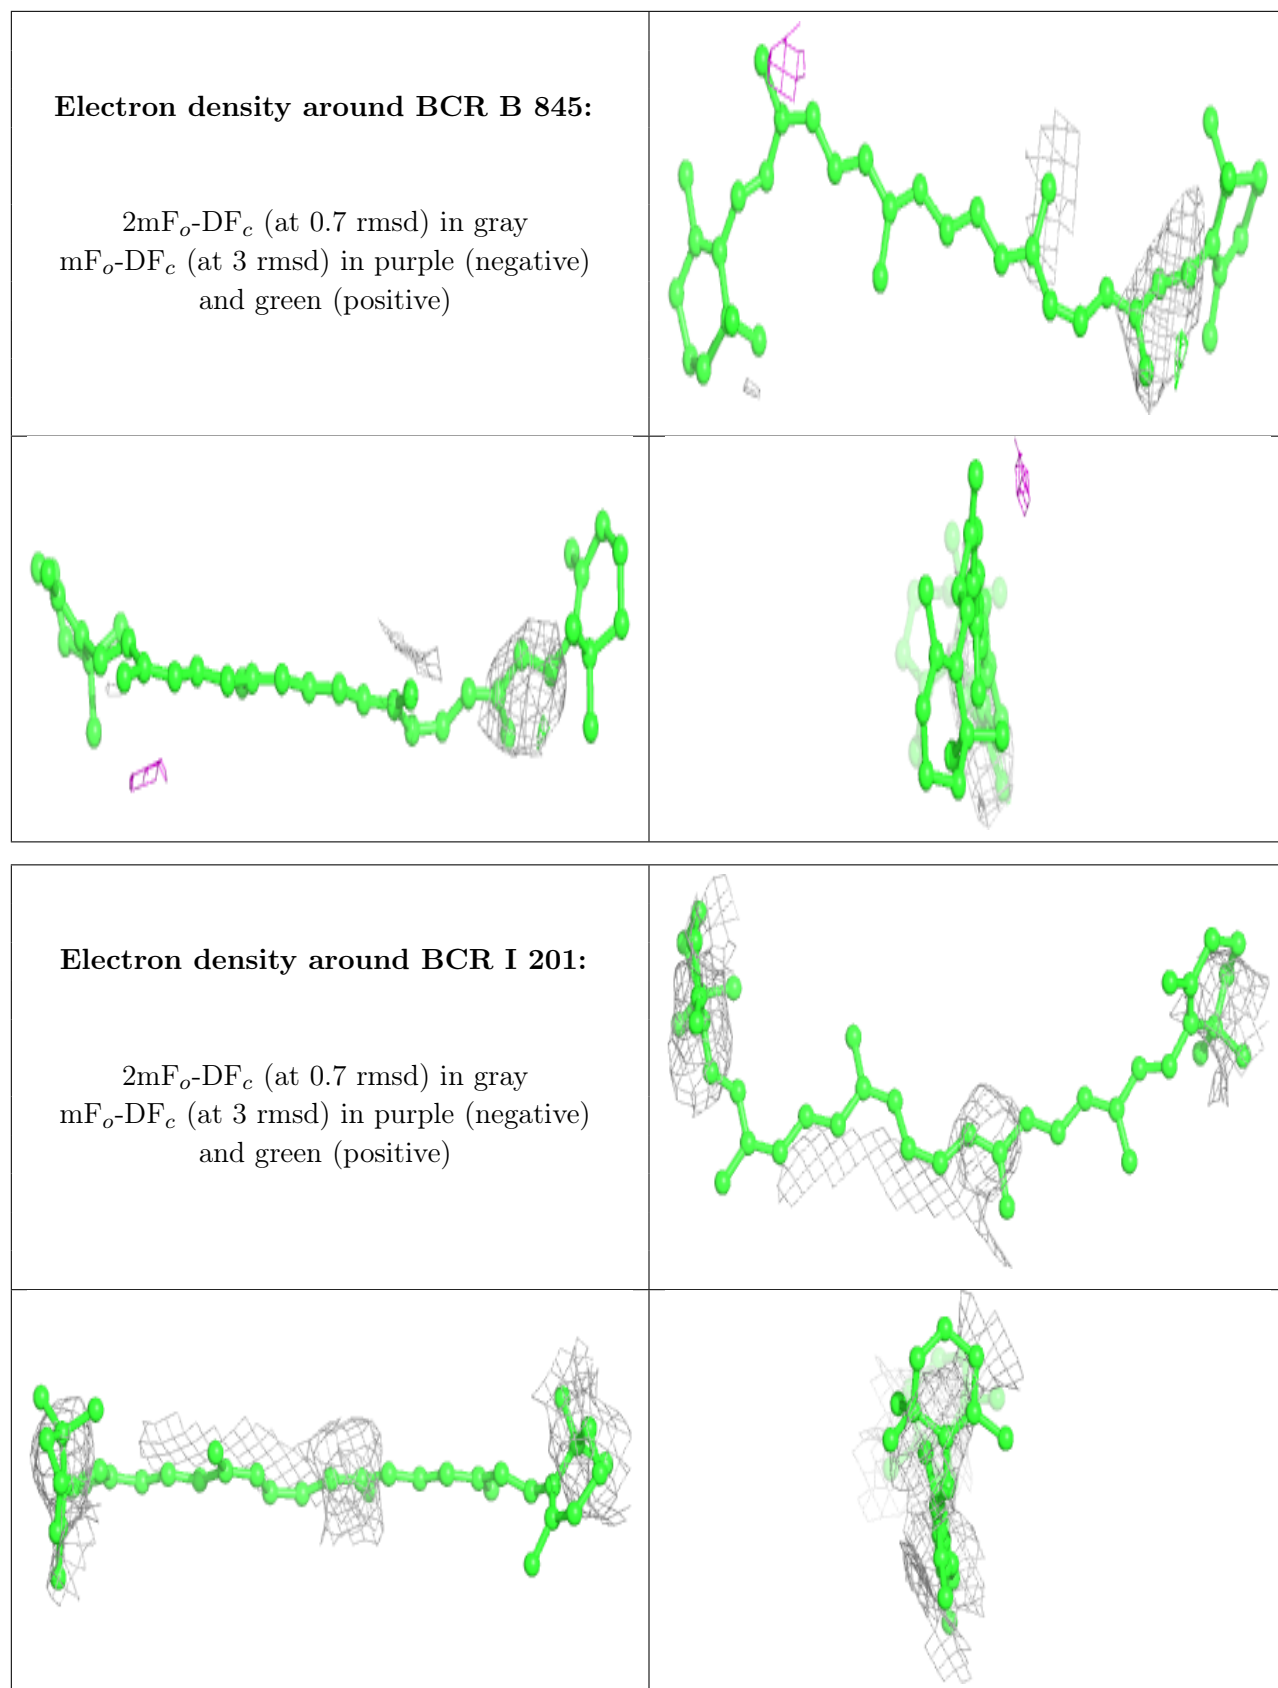 Electron density around BCR B 845:
2mFo-DFc (at 0.7 rmsd) in gray
mFo-DFc (at 3 rmsd) in purple (negative)
and green (positive)
Electron density around BCR I 201:
2mFo-DFc (at 0.7 rmsd) in gray
mFo-DFc (at 3 rmsd) in purple (negative)
and green (positive)